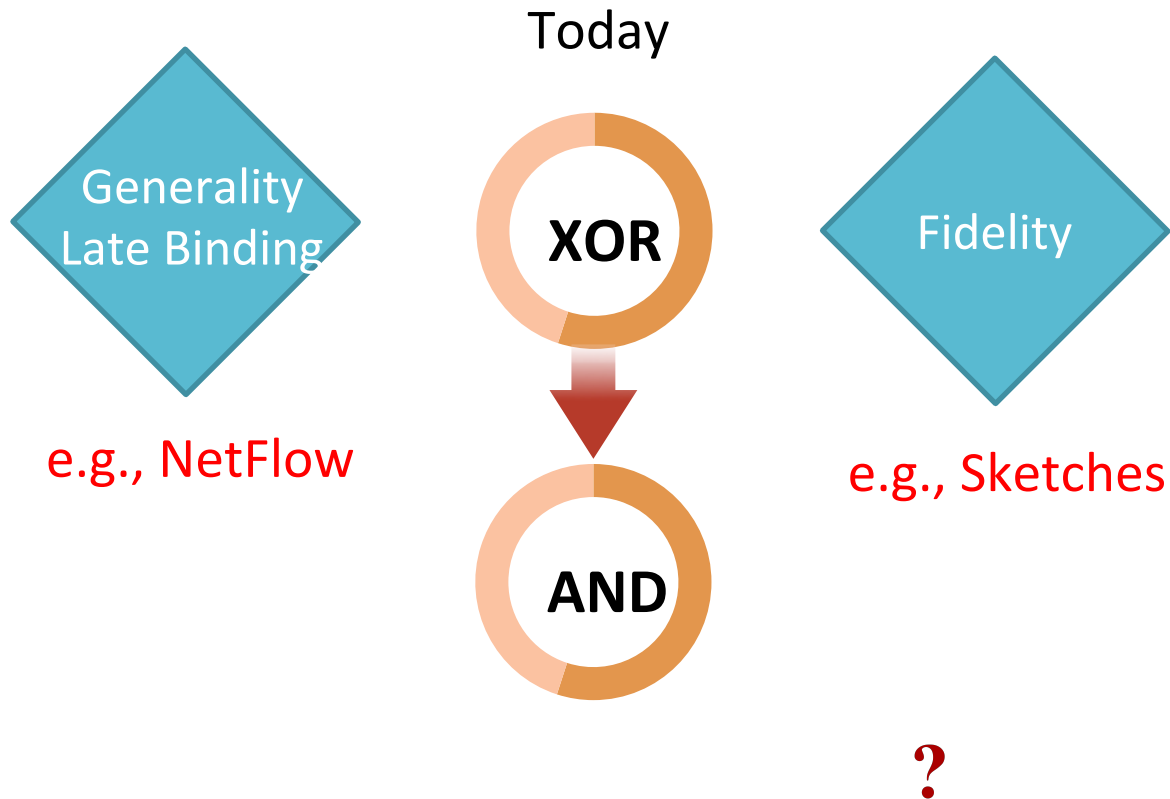 Today
Generality
Late Binding
XOR
Fidelity
e.g., NetFlow
e.g., Sketches
AND
?